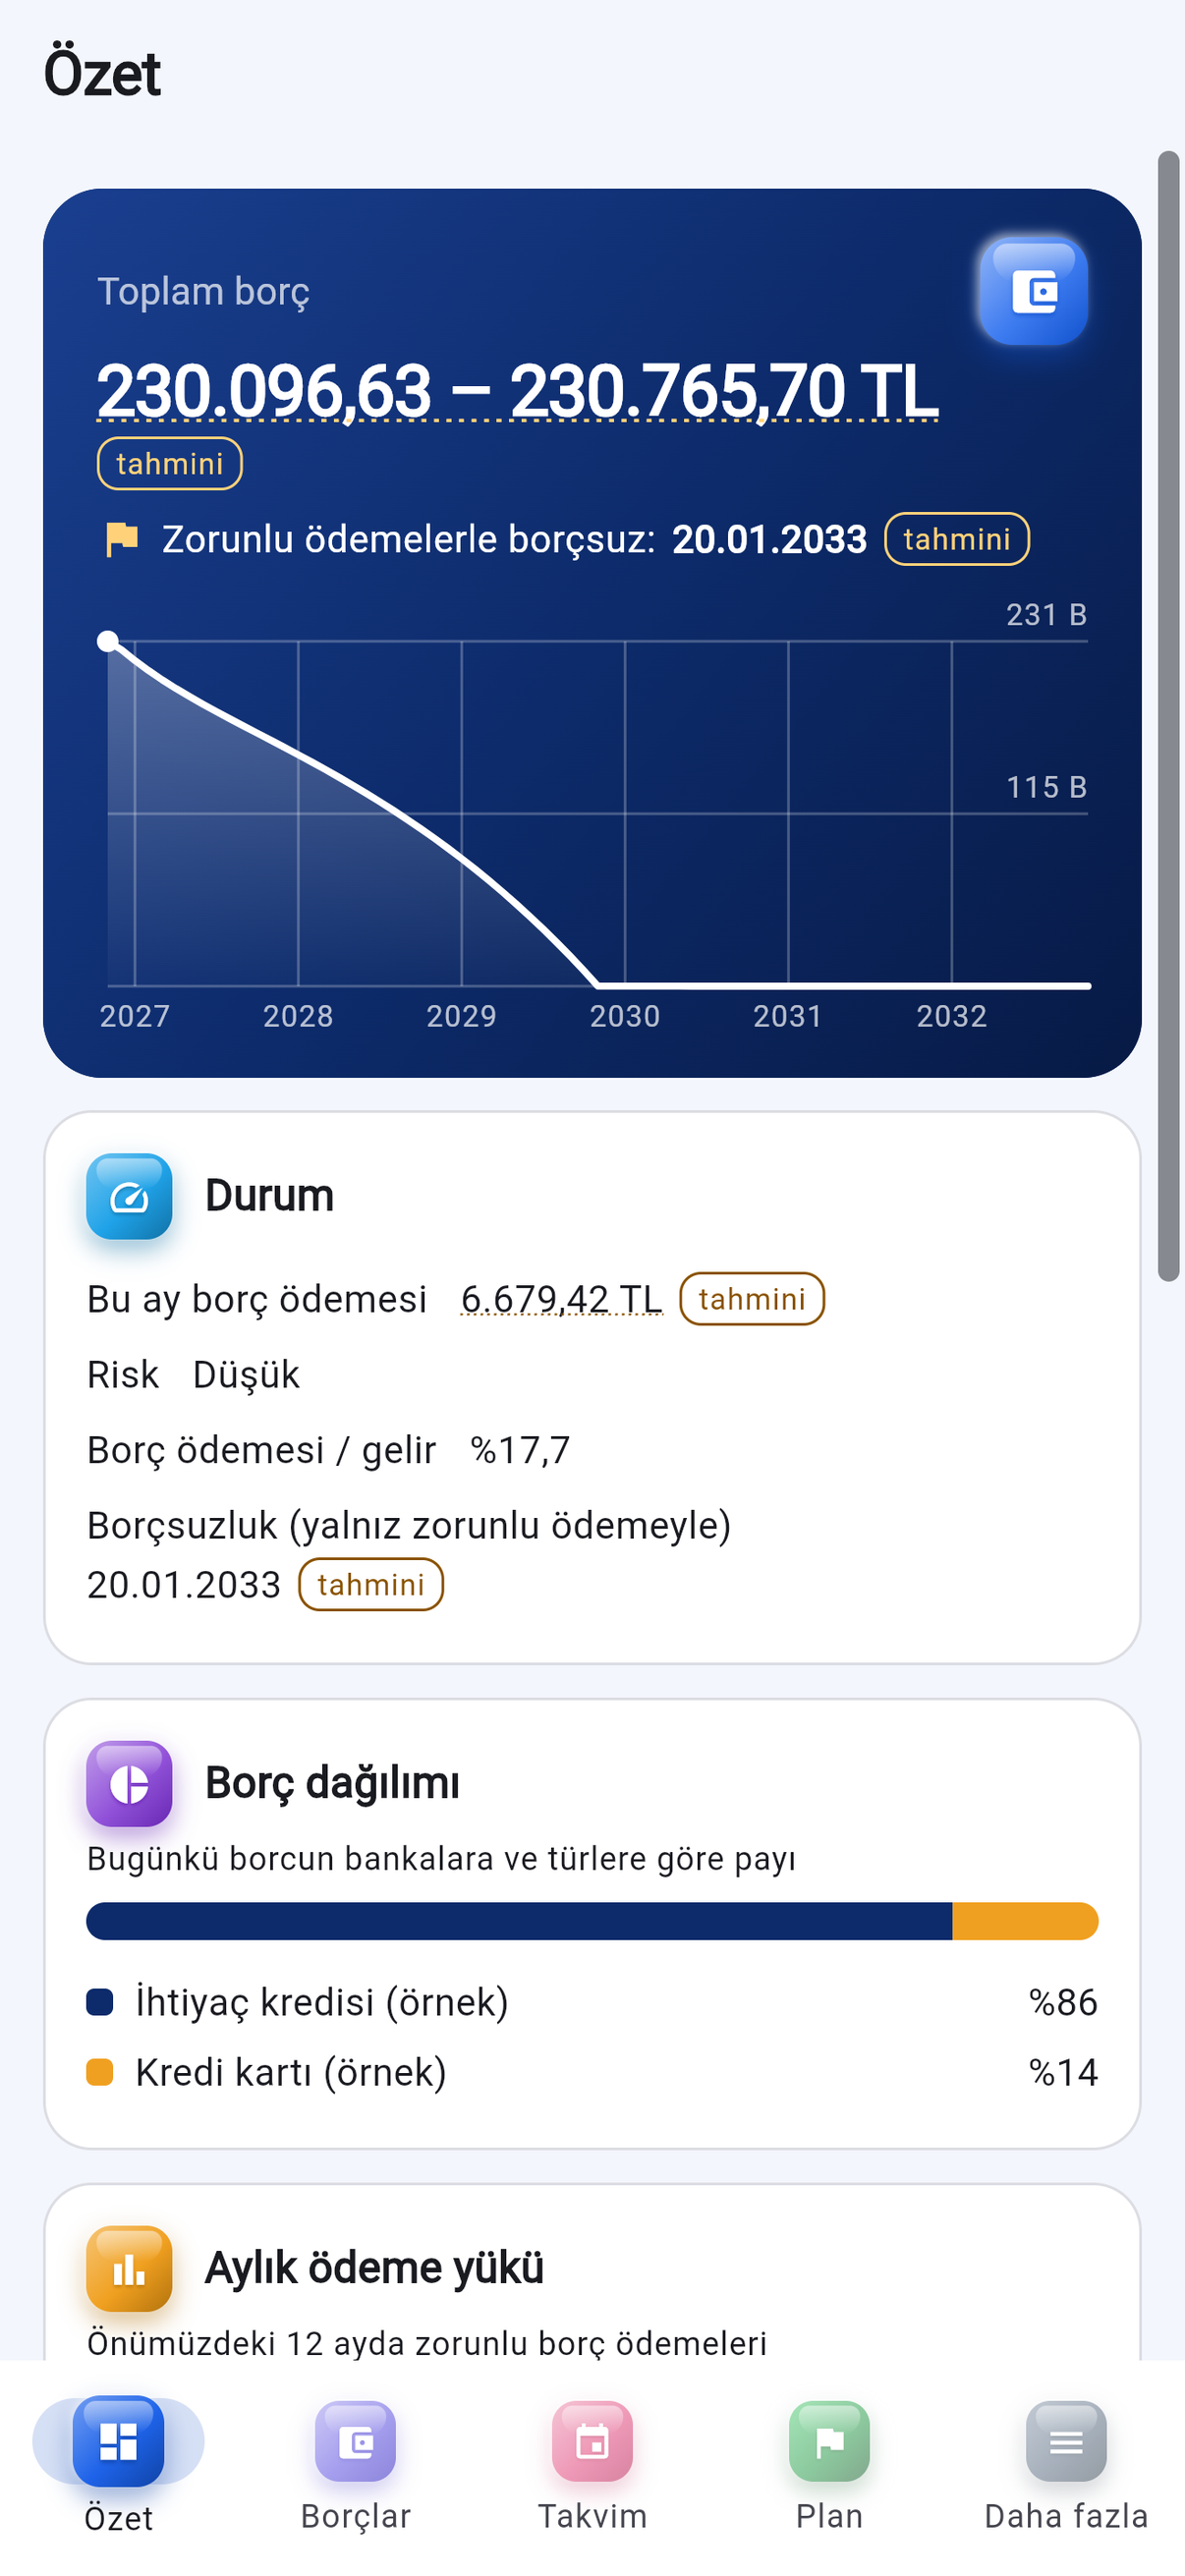 Özet
Toplam borç
230.096,63 – 230.765,70 TL
tahmini
Zorunlu ödemelerle borçsuz: 20.01.2033 tahmini
231 B
115 B
2027 2028 2029 2030 2031 2032
Durum
Bu ay borç ödemesi 6.679,42 TL tahmini
Risk Düşük
Borç ödemesi / gelir %17,7
Borçsuzluk (yalnız zorunlu ödemeyle)
20.01.2033 tahmini
Borç dağılımı
Bugünkü borcun bankalara ve türlere göre payı
İhtiyaç kredisi (örnek) %86
Kredi kartı (örnek) %14
Aylık ödeme yükü
Önümüzdeki 12 ayda zorunlu borç ödemeleri
Özet Borçlar Takvim Plan Daha fazla